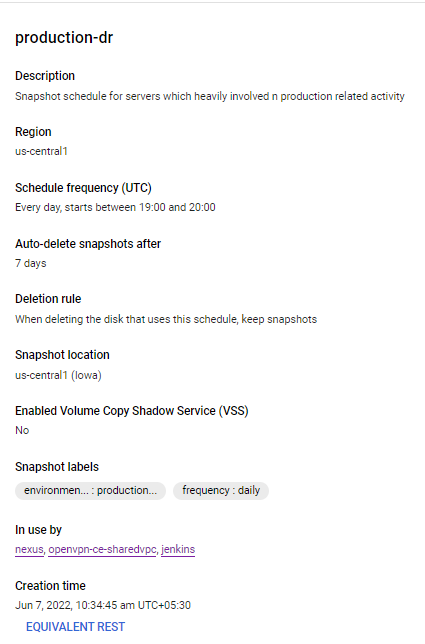 production-dr
Description
Snapshot schedule for servers which heavily involved n production related activity
Region
us-central1
Schedule frequency (UTC)
Every day, starts between 19:00 and 20:00
Auto-delete snapshots after
7 days
Deletion rule
When deleting the disk that uses this schedule, keep snapshots
Snapshot location
us-central1 (Iowa)
Enabled Volume Copy Shadow Service (VSS)
No
Snapshot labels
environmen... : production... frequency : daily
In use by
nexus, openvpn-ce-sharedvpc, jenkins
Creation time
Jun 7, 2022, 10:34:45 am UTC+05:30
EQUIVALENT REST